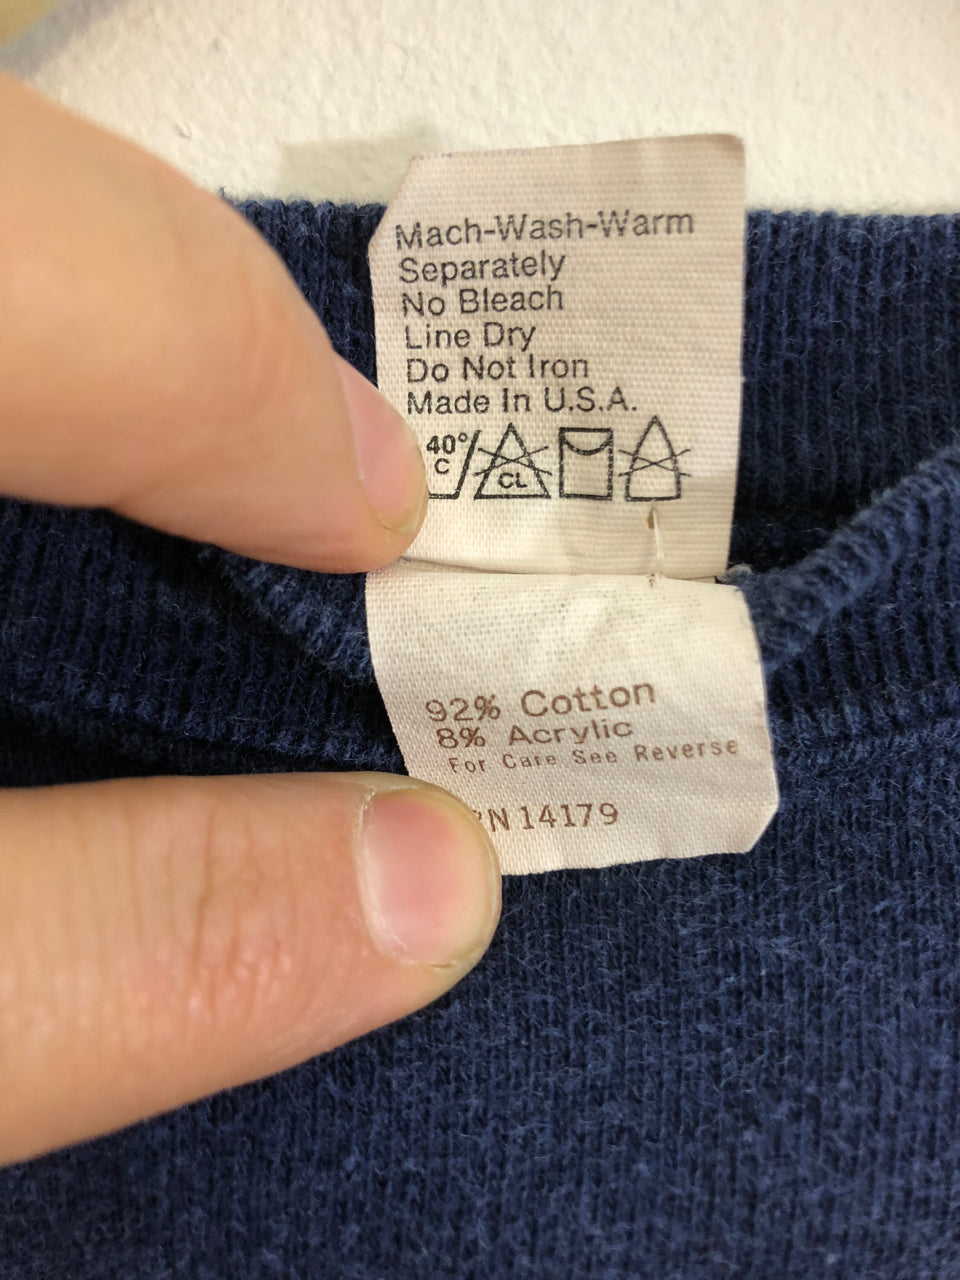 Mach-Wash-Warm
Separately
No Bleach
Line Dry
Do Not Iron
Made In U.S.A.
40°
C
CL
92% Cotton
8% Acrylic
For Care See Reverse
N 14179